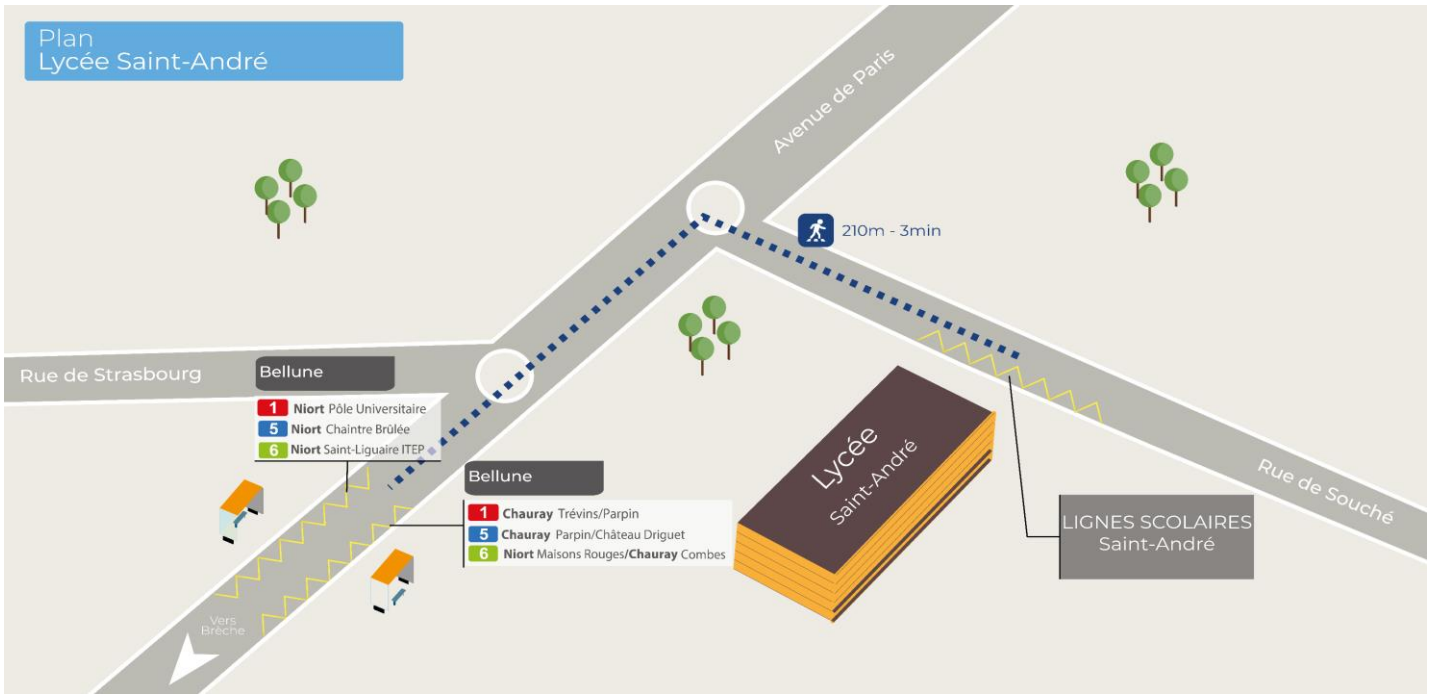 Plan
Lycée Saint-André
Avenue de Paris
210m - 3min
Rue de Strasbourg
Bellune
1 Niort Pôle Universitaire
5 Niort Chaintre Brûlée
6 Niort Saint-Liguaire ITEP
Bellune
1 Chauray Trévins/Parpin
5 Chauray Parpin/Château Driguet
6 Niort Maisons Rouges/Chauray Combes
Lycée
Saint-André
Rue de Souché
LIGNES SCOLAIRES
Saint-André
Vers
Brèche